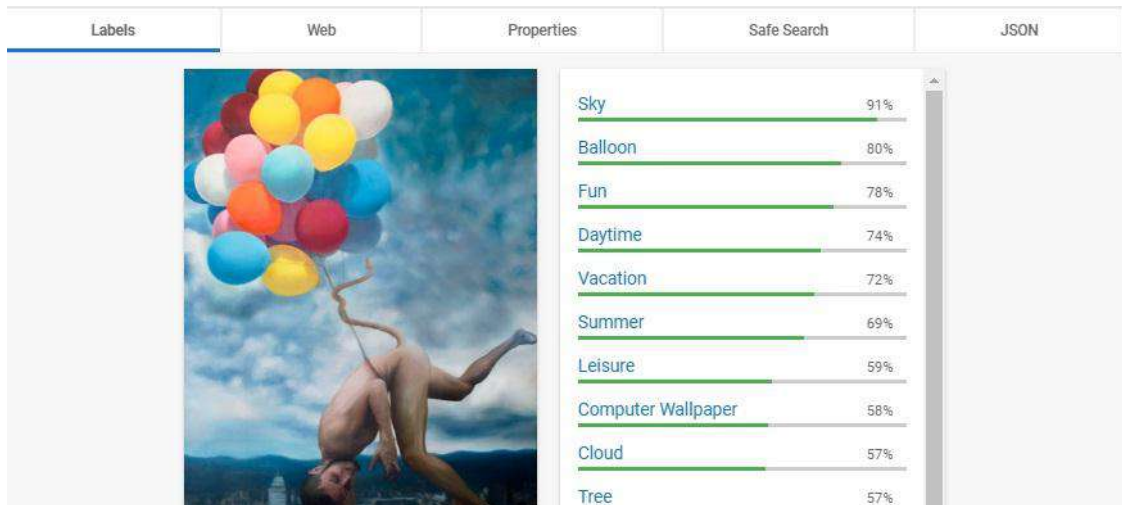 Labels Web Properties Safe Search JSON
Sky 91%
Balloon 80%
Fun 78%
Daytime 74%
Vacation 72%
Summer 69%
Leisure 59%
Computer Wallpaper 58%
Cloud 57%
Tree 57%